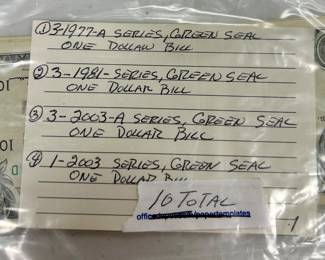 ① 3-1977-A SERIES, GREEN SEAL
ONE DOLLAR BILL
② 3-1981-SERIES, GREEN SEAL
ONE DOLLAR BILL
③ 3-2003-A SERIES, GREEN SEAL
ONE DOLLAR BILL
④ 1-2003 SERIES, GREEN SEAL
ONE DOLLAR BILL
10 TOTAL